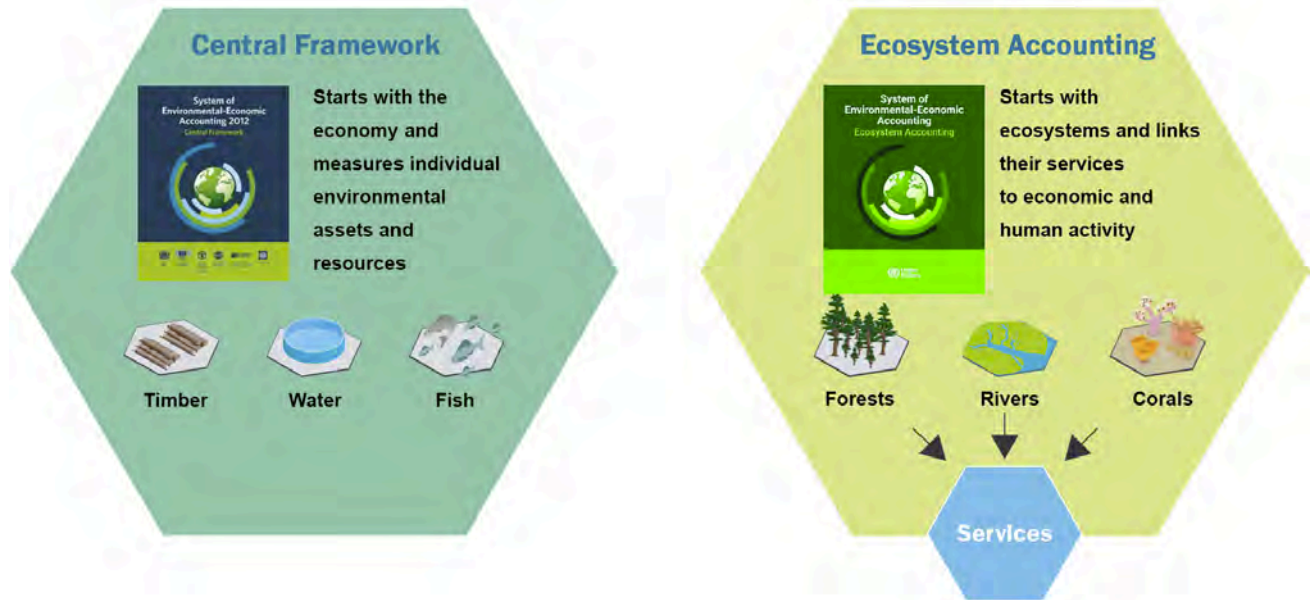 Central Framework
System of
Environmental-Economic
Accounting 2012
Central Framework
Starts with the
economy and
measures individual
environmental
assets and
resources
Timber
Water
Fish
Ecosystem Accounting
System of
Environmental-Economic
Accounting
Ecosystem Accounting
Starts with
ecosystems and links
their services
to economic and
human activity
Forests
Rivers
Corals
Services